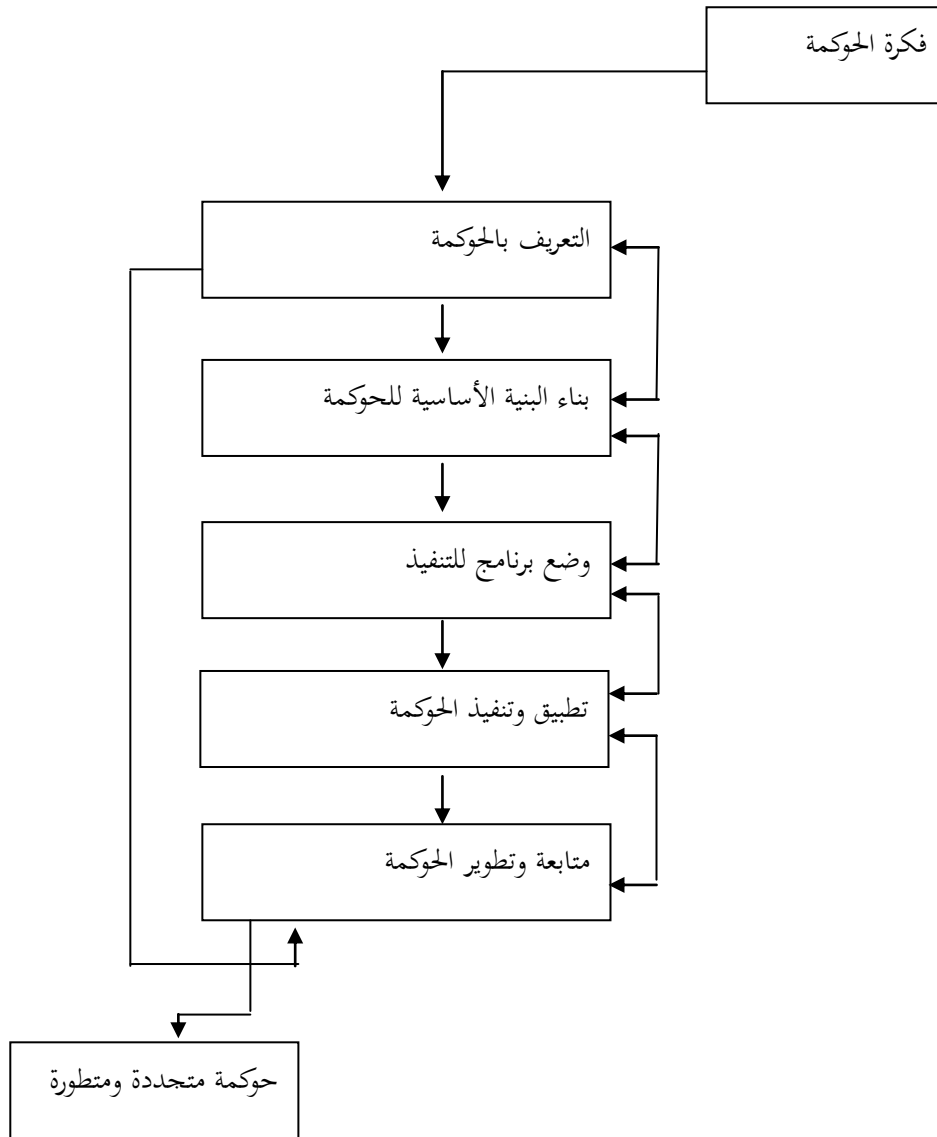 فكرة الحوكمة
التعريف بالحوكمة
بناء البنية الأساسية للحوكمة
وضع برنامج للتنفيذ
تطبيق وتنفيذ الحوكمة
متابعة وتطوير الحوكمة
حوكمة متجددة ومتطورة